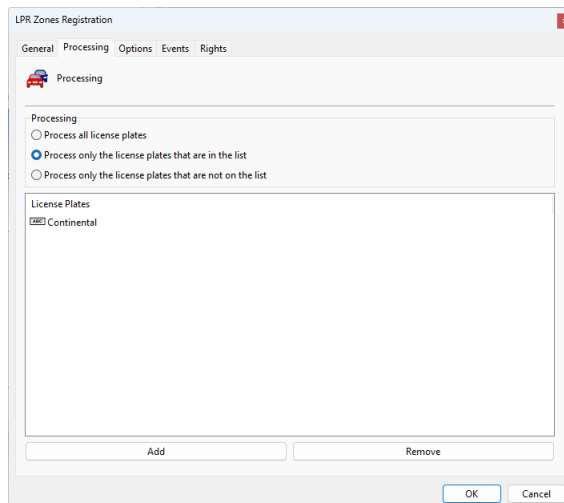 LPR Zones Registration
General Processing Options Events Rights
Processing
Processing
Process all license plates
Process only the license plates that are in the list
Process only the license plates that are not on the list
License Plates
ABC Continental
Add Remove
OK Cancel